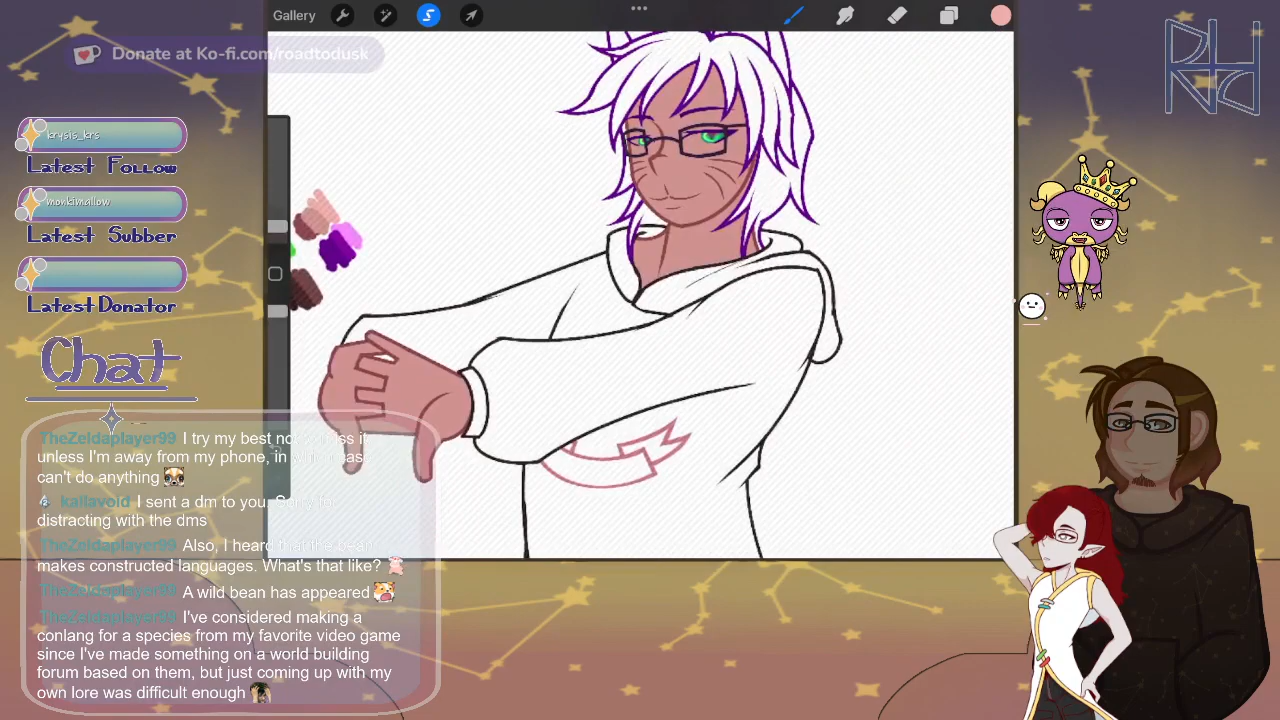 Gallery
Donate at Ko-fi.com/roadtodusk
krysis_krs
Latest Follow
monkimallow
Latest Subber
Latest Donator
Chat
TheZeldaplayer99 I try my best not miss it
unless I'm away from my phone, in
can't do anything
kallavoid I sent a dm to you. Sorry for
distracting with the dms
TheZeldaplayer99 Also, I heard that the bean
makes constructed languages. What's that like?
TheZeldaplayer99 A wild bean has appeared
TheZeldaplayer99 I've considered making a
conlang for a species from my favorite video game
since I've made something on a world building
forum based on them, but just coming up with my
own lore was difficult enough